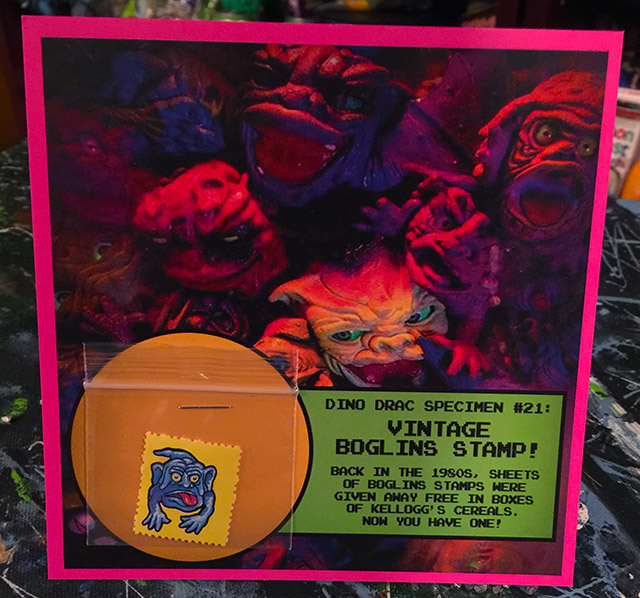 DINO DRAC SPECIMEN #21:
VINTAGE
BOGLINS STAMP!
BACK IN THE 1980S, SHEETS
OF BOGLINS STAMPS WERE
GIVEN AWAY FREE IN BOXES
OF KELLOGG'S CEREALS.
NOW YOU HAVE ONE!